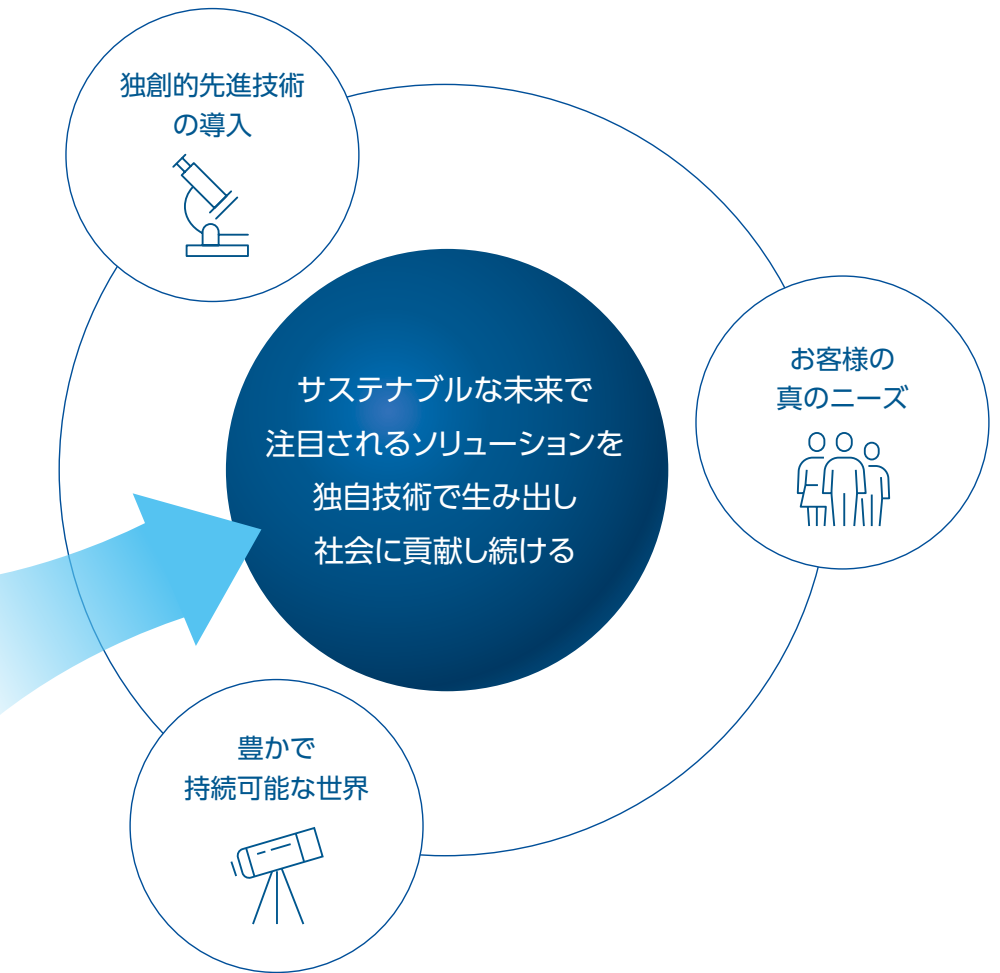 独創的先進技術
の導入
お客様の
真のニーズ
サステナブルな未来で
注目されるソリューションを
独自技術で生み出し
社会に貢献し続ける
豊かで
持続可能な世界